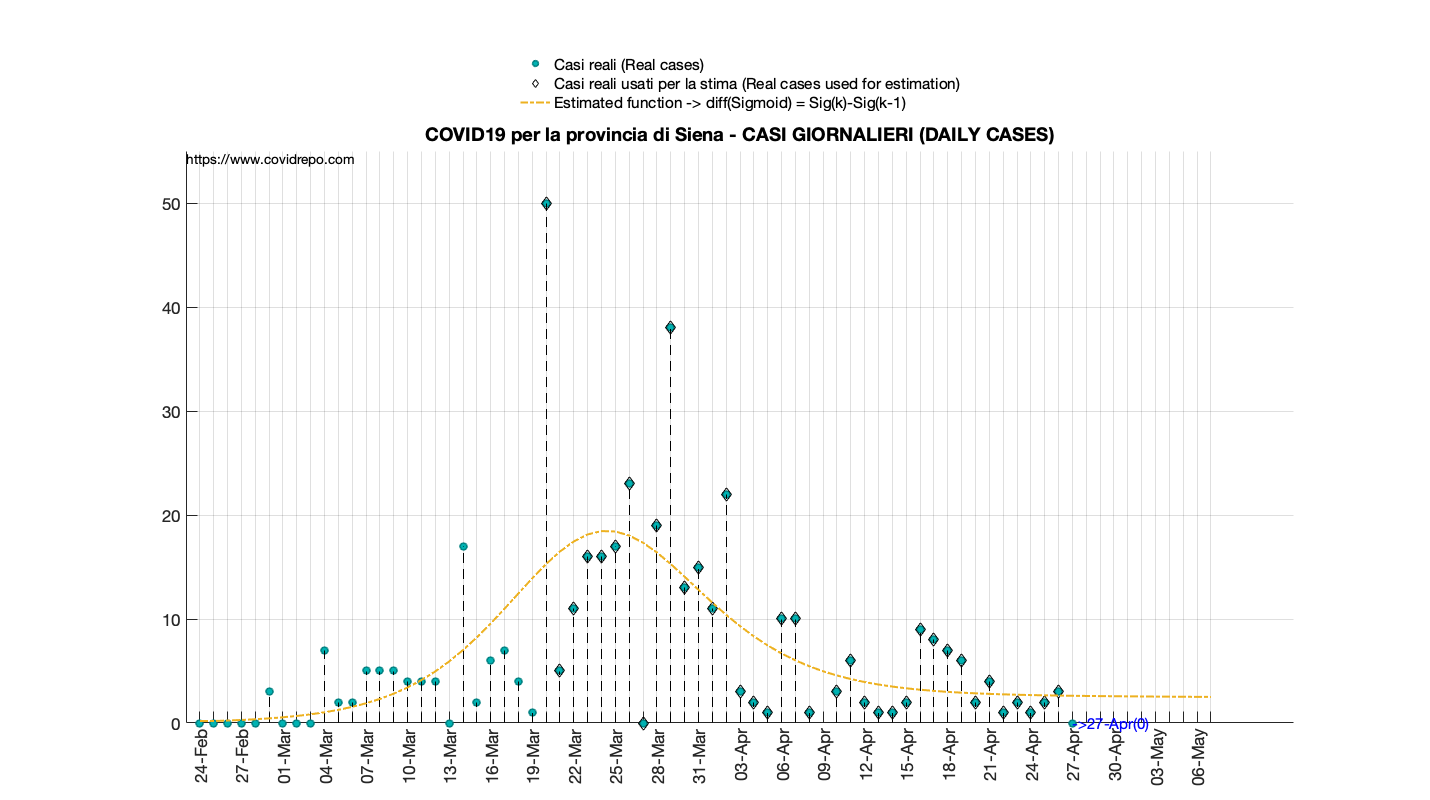 Casi reali (Real cases)
Casi reali usati per la stima (Real cases used for estimation)
Estimated function -> diff(Sigmoid) = Sig(k)-Sig(k-1)
COVID19 per la provincia di Siena - CASI GIORNALIERI (DAILY CASES)
https://www.covidrepo.com
50
40
30
20
10
0
->27-Apr(0)
24-Feb
27-Feb
01-Mar
04-Mar
07-Mar
10-Mar
13-Mar
16-Mar
19-Mar
22-Mar
25-Mar
28-Mar
31-Mar
03-Apr
06-Apr
09-Apr
12-Apr
15-Apr
18-Apr
21-Apr
24-Apr
27-Apr
30-Apr
03-May
06-May